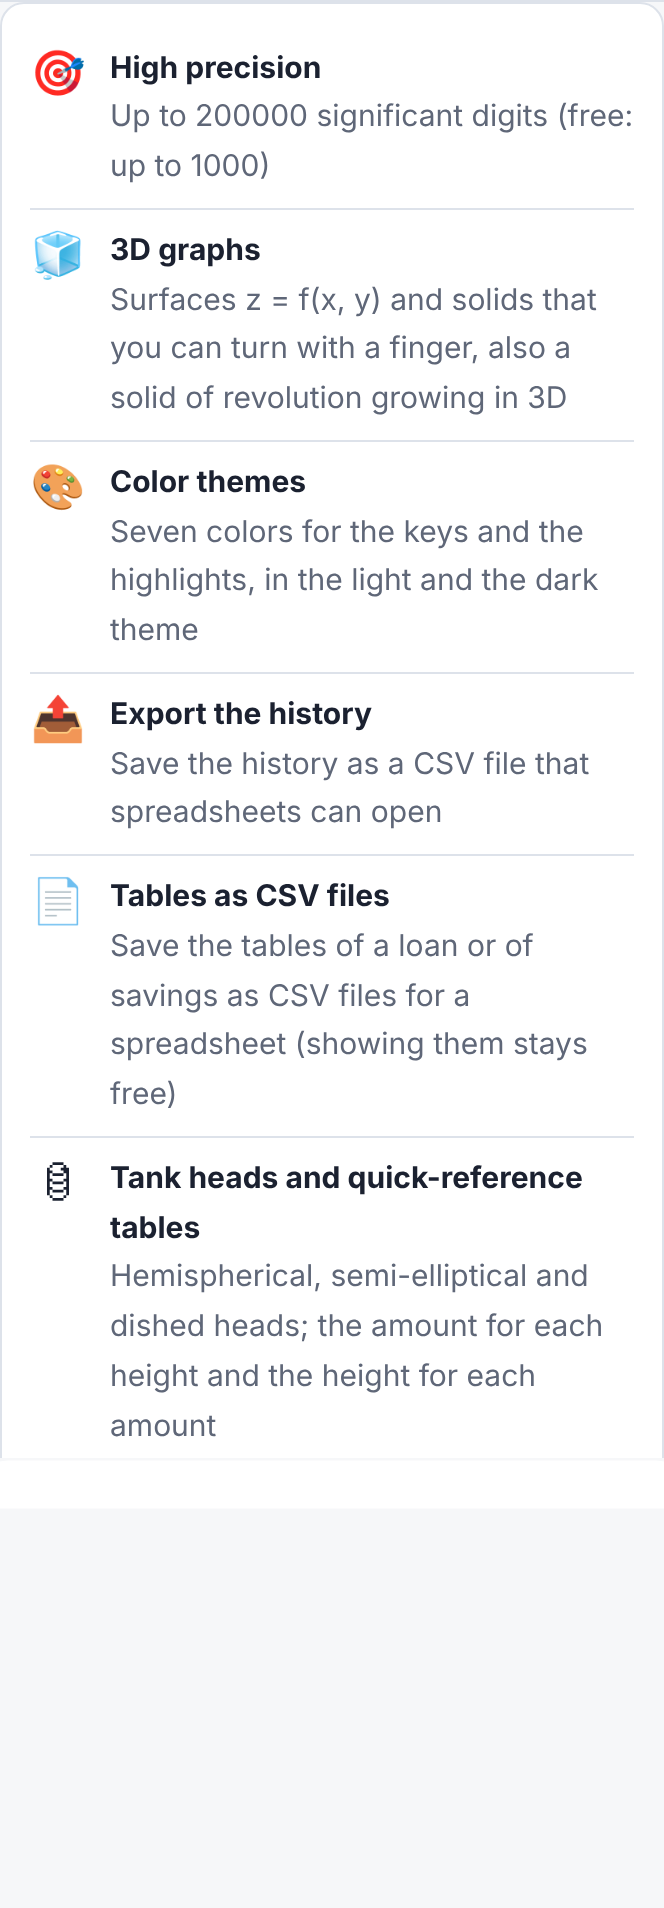 High precision
Up to 200000 significant digits (free:
up to 1000)
3D graphs
Surfaces z = f(x, y) and solids that
you can turn with a finger, also a
solid of revolution growing in 3D
Color themes
Seven colors for the keys and the
highlights, in the light and the dark
theme
Export the history
Save the history as a CSV file that
spreadsheets can open
Tables as CSV files
Save the tables of a loan or of
savings as CSV files for a
spreadsheet (showing them stays
free)
Tank heads and quick-reference
tables
Hemispherical, semi-elliptical and
dished heads; the amount for each
height and the height for each
amount